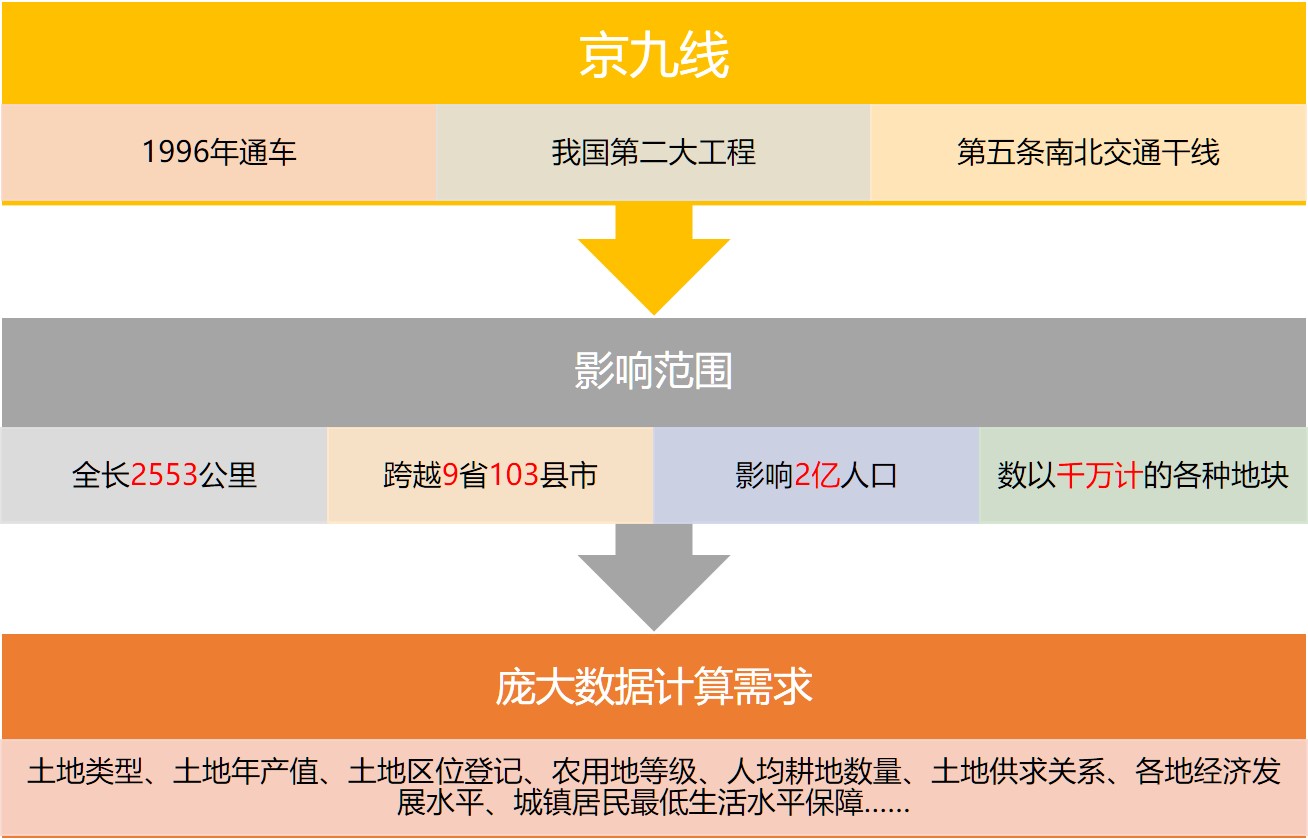 京九线
1996年通车
我国第二大工程
第五条南北交通干线
影响范围
全长2553公里
跨越9省103县市
影响2亿人口
数以千万计的各种地块
庞大数据计算需求
土地类型、土地年产值、土地区位登记、农用地等级、人均耕地数量、土地供求关系、各地经济发
展水平、城镇居民最低生活水平保障......